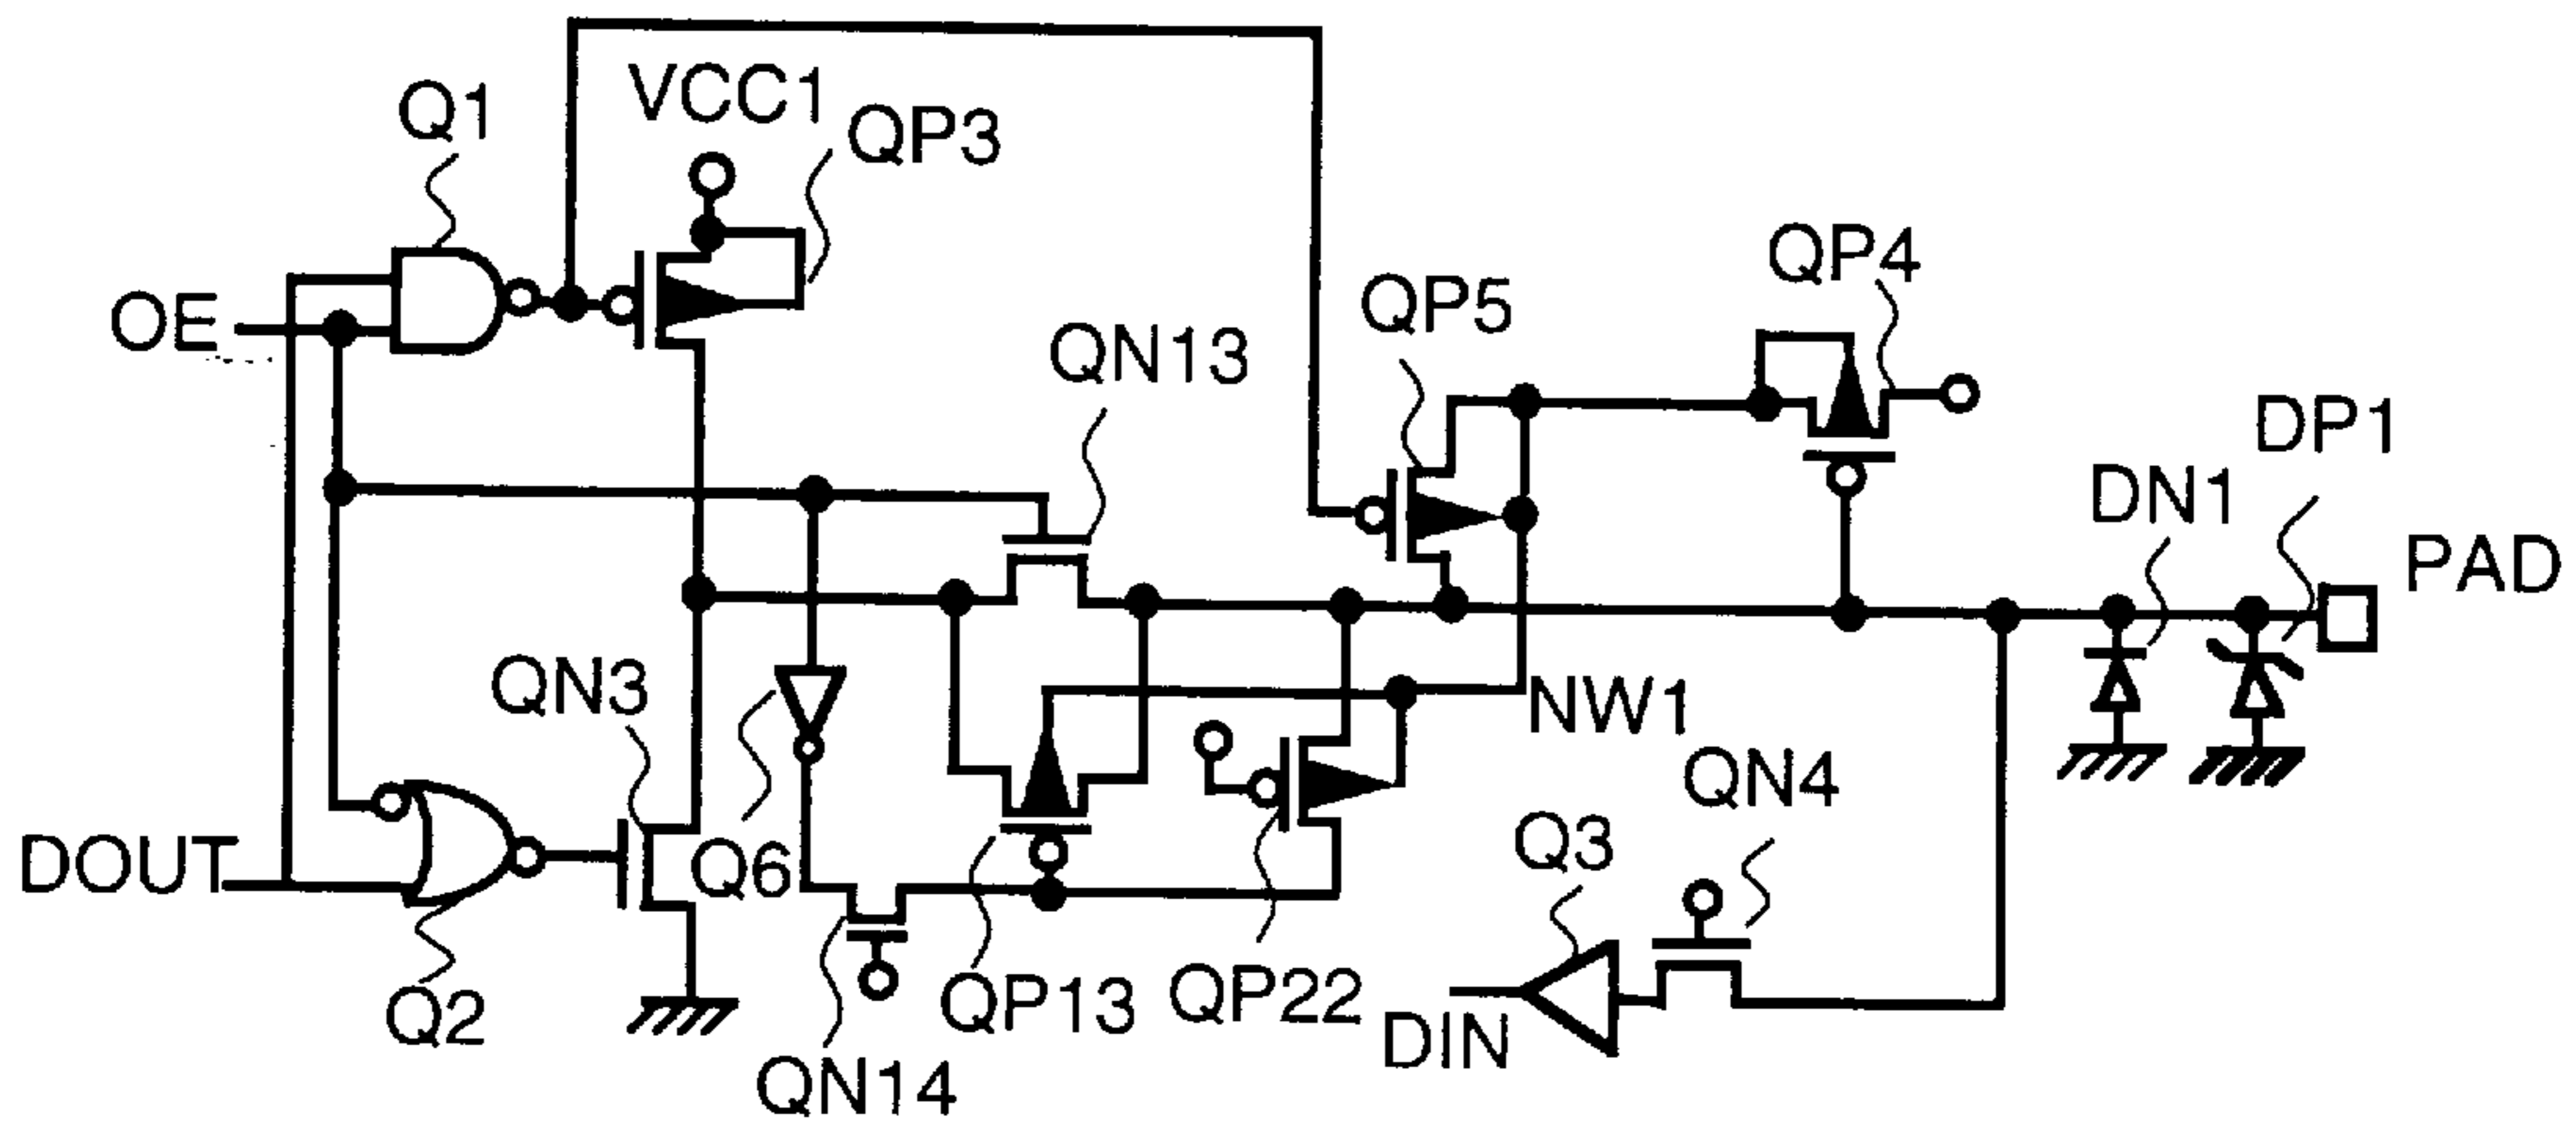 Q1
VCC1
QP3
OE
QN13
QP5
QP4
DN1
DP1
PAD
QN3
NW1
Q6
QN4
Q3
DOUT
Q2
QN14
QP13
QP22
DIN